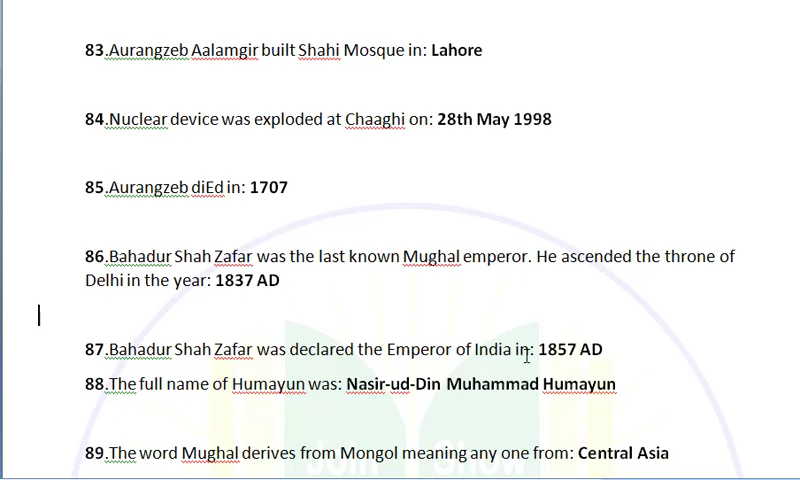 83.Aurangzeb Aalamgir built Shahi Mosque in: Lahore
84.Nuclear device was exploded at Chaaghi on: 28th May 1998
85.Aurangzeb diEd in: 1707
86.Bahadur Shah Zafar was the last known Mughal emperor. He ascended the throne of
Delhi in the year: 1837 AD
87.Bahadur Shah Zafar was declared the Emperor of India in: 1857 AD
88.The full name of Humayun was: Nasir-ud-Din Muhammad Humayun
89.The word Mughal derives from Mongol meaning any one from: Central Asia
Join Show